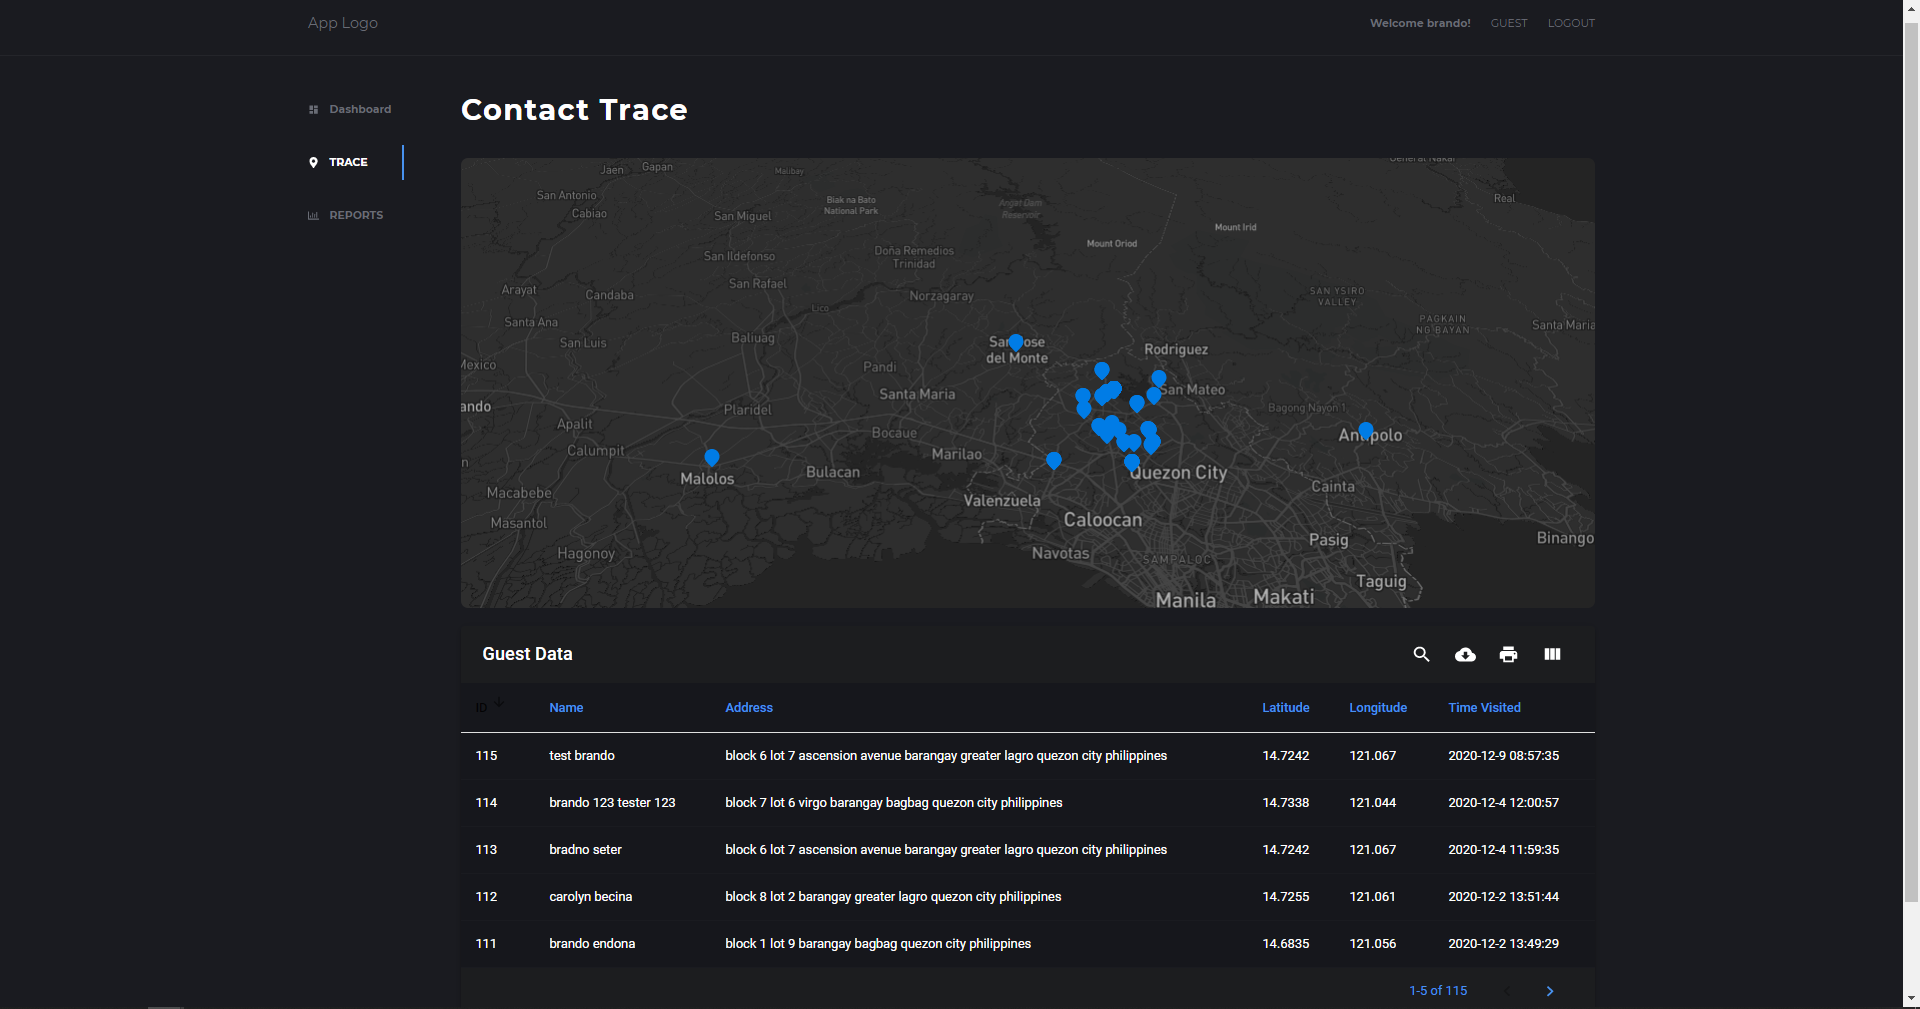 App Logo
Welcome brando! GUEST LOGOUT
Dashboard
TRACE
REPORTS
Contact Trace
General Nakar
Jaen
Gapan
Malibay
San Antonio
Cabiao
San Miguel
Biak na Bato
National Park
Angat Dam
Reservoir
Real
Mount Irid
Mount Oriod
San Ildefonso
Doña Remedios
Trinidad
San Rafael
Arayat
Candaba
Norzagaray
SAN YSIRO
VALLEY
Lico
Santa Ana
San Luis
Baliuag
PAGKAIN
NG BAYAN
Santa Maria
San Jose
del Monte
Rodriguez
Mexico
Pandi
Santa Maria
San Mateo
ando
Plaridel
Bagong Nayon 1
Apalit
Bocaue
Antipolo
Calumpit
Marilao
n
Malolos
Bulacan
Quezon City
Macabebe
Valenzuela
Cainta
Masantol
Caloocan
Hagonoy
Navotas
SAMPALOC
Pasig
Binango
Taguig
Manila
Makati
Guest Data
ID Name Address Latitude Longitude Time Visited
115 test brando block 6 lot 7 ascension avenue barangay greater lagro quezon city philippines 14.7242 121.067 2020-12-9 08:57:35
114 brando 123 tester 123 block 7 lot 6 virgo barangay bagbag quezon city philippines 14.7338 121.044 2020-12-4 12:00:57
113 bradno seter block 6 lot 7 ascension avenue barangay greater lagro quezon city philippines 14.7242 121.067 2020-12-4 11:59:35
112 carolyn becina block 8 lot 2 barangay greater lagro quezon city philippines 14.7255 121.061 2020-12-2 13:51:44
111 brando endona block 1 lot 9 barangay bagbag quezon city philippines 14.6835 121.056 2020-12-2 13:49:29
1-5 of 115